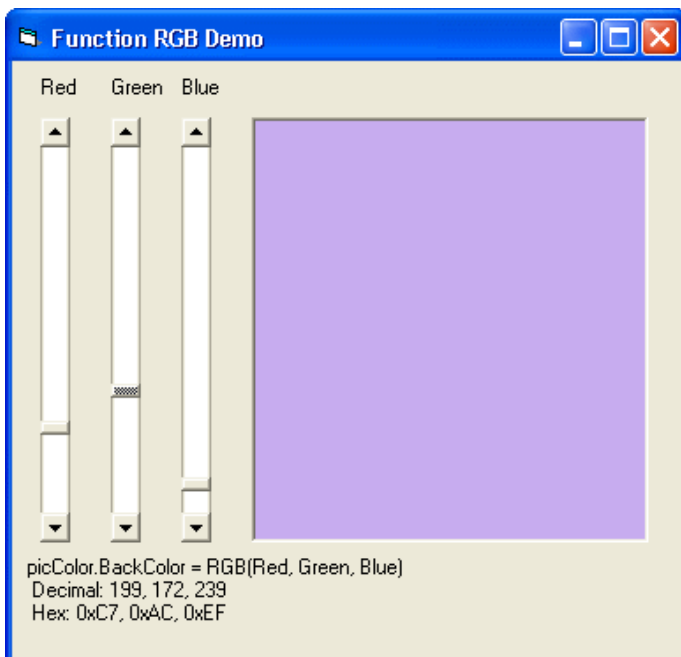 Function RGB Demo
Red Green Blue
picColor.BackColor = RGB(Red, Green, Blue)
Decimal: 199, 172, 239
Hex: 0xC7, 0xAC, 0xEF